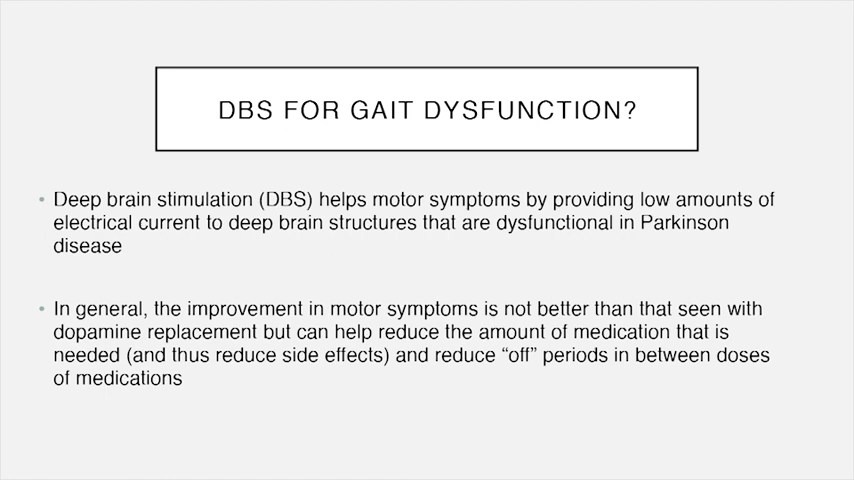 DBS FOR GAIT DYSFUNCTION?
• Deep brain stimulation (DBS) helps motor symptoms by providing low amounts of
electrical current to deep brain structures that are dysfunctional in Parkinson
disease
• In general, the improvement in motor symptoms is not better than that seen with
dopamine replacement but can help reduce the amount of medication that is
needed (and thus reduce side effects) and reduce “off” periods in between doses
of medications